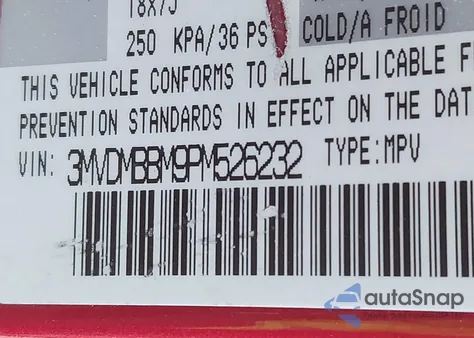 18x7J
250 KPA/36 PS
COLD/A FROID
THIS VEHICLE CONFORMS TO ALL APPLICABLE F
PREVENTION STANDARDS IN EFFECT ON THE DAT
VIN: 3MVDMBBM9PM526232 TYPE:MPV
autaSnap